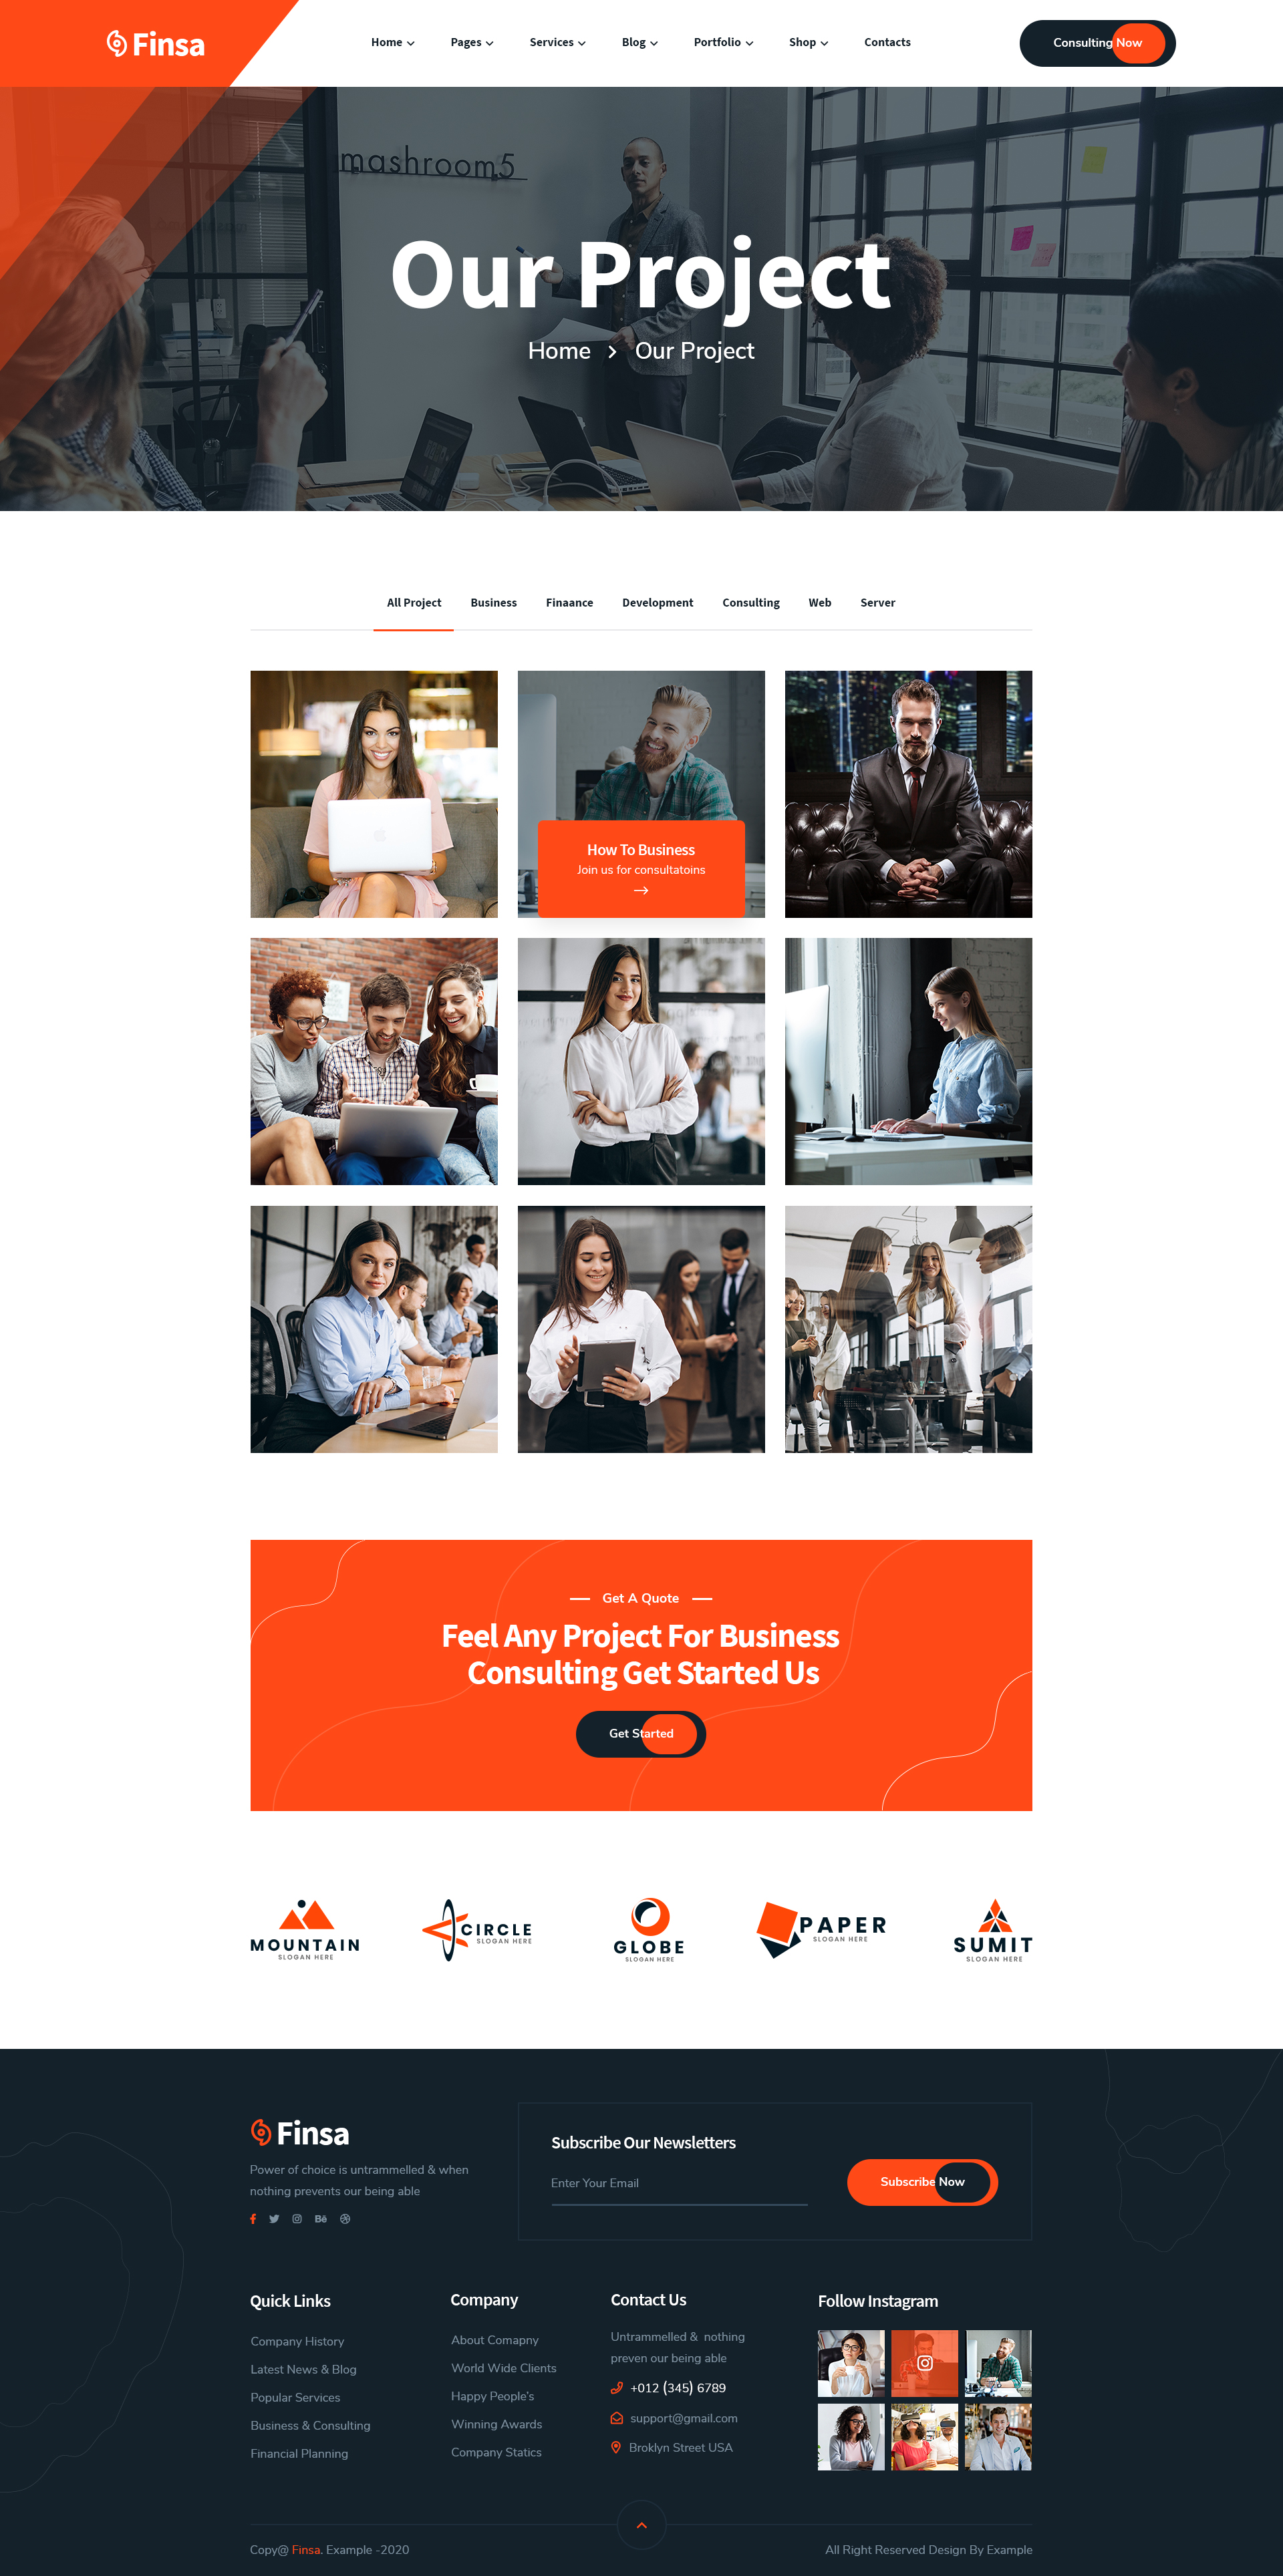 Finsa
Home Pages Services Blog Portfolio Shop Contacts
Consulting Now
mashroom5
Our Project
Home > Our Project
All Project Business Finaance Development Consulting Web Server
How To Business
Join us for consultatoins
Get A Quote
Feel Any Project For Business
Consulting Get Started Us
Get Started
MOUNTAIN
SLOGAN HERE
CIRCLE
SLOGAN HERE
GLOBE
SLOGAN HERE
PAPER
SLOGAN HERE
SUMIT
SLOGAN HERE
Finsa
Power of choice is untrammelled & when
nothing prevents our being able
Bē
Subscribe Our Newsletters
Enter Your Email
Subscribe Now
Quick Links
Company History
Latest News & Blog
Popular Services
Business & Consulting
Financial Planning
Company
About Comapny
World Wide Clients
Happy People's
Winning Awards
Company Statics
Contact Us
Untrammelled & nothing
preven our being able
+012 (345) 6789
support@gmail.com
Broklyn Street USA
Follow Instagram
Copy@ Finsa. Example -2020
All Right Reserved Design By Example